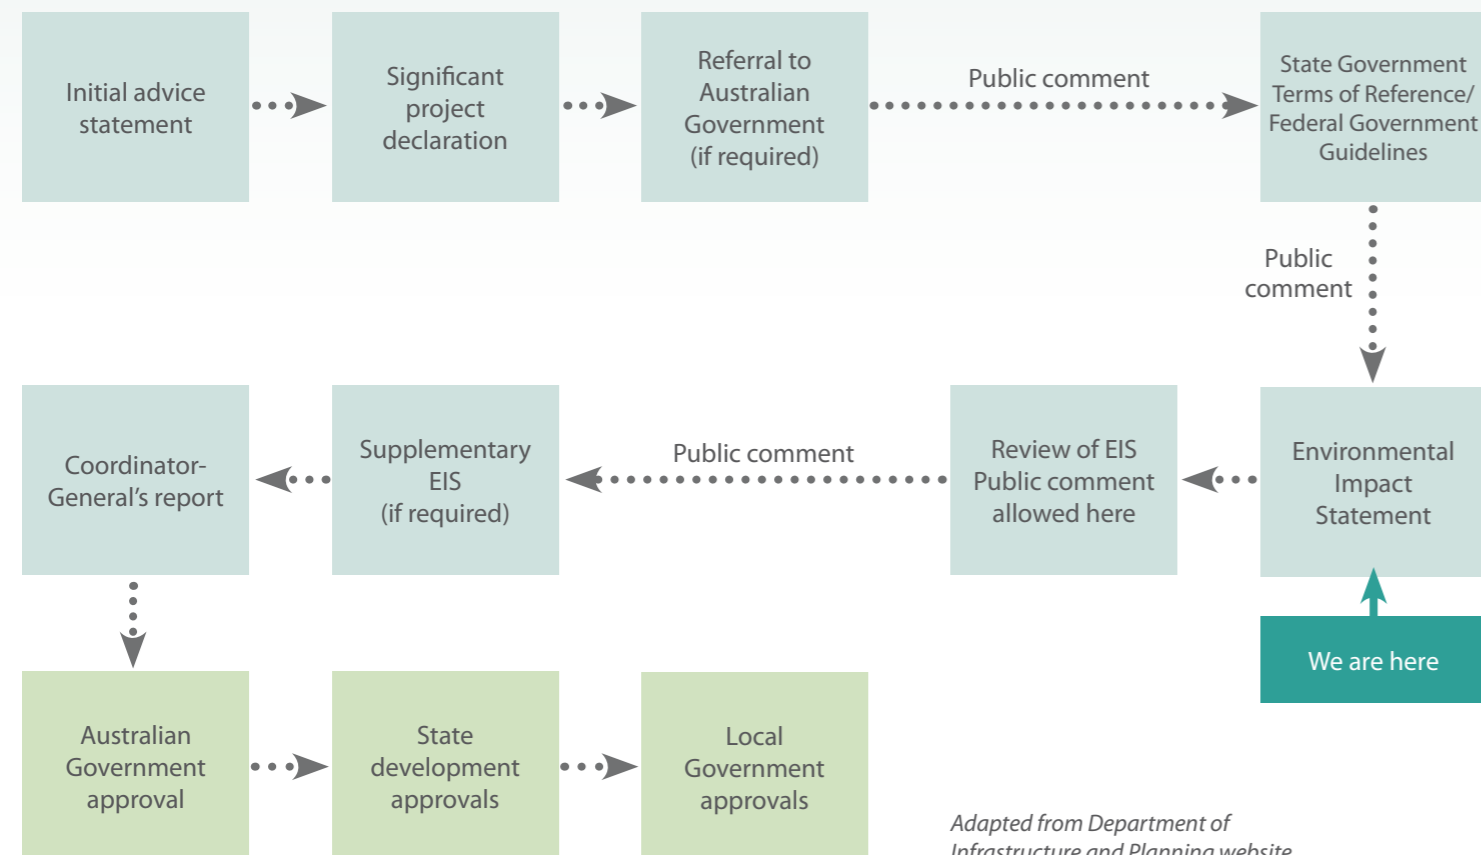 Initial advice
statement
Significant
project
declaration
Referral to
Australian
Government
(if required)
Public comment
State Government
Terms of Reference/
Federal Government
Guidelines
Public
comment
Coordinator-
General’s report
Supplementary
EIS
(if required)
Public comment
Review of EIS
Public comment
allowed here
Environmental
Impact
Statement
We are here
Australian
Government
approval
State
development
approvals
Local
Government
approvals
Adapted from Department of
Infrastructure and Planning website